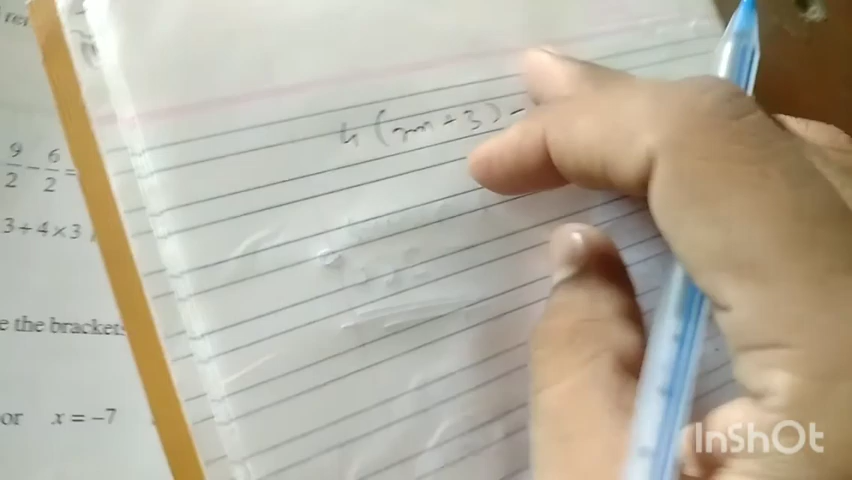 4 (m + 3) -
9/2 - 6/2 =
3 + 4 × 3
e the brackets
or x = -7
InShOt